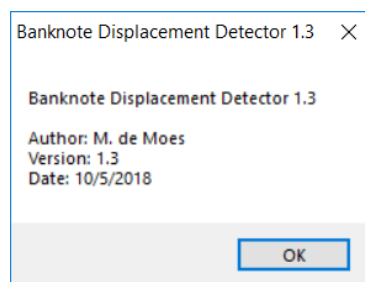 Banknote Displacement Detector 1.3
Banknote Displacement Detector 1.3
Author: M. de Moes
Version: 1.3
Date: 10/5/2018
OK